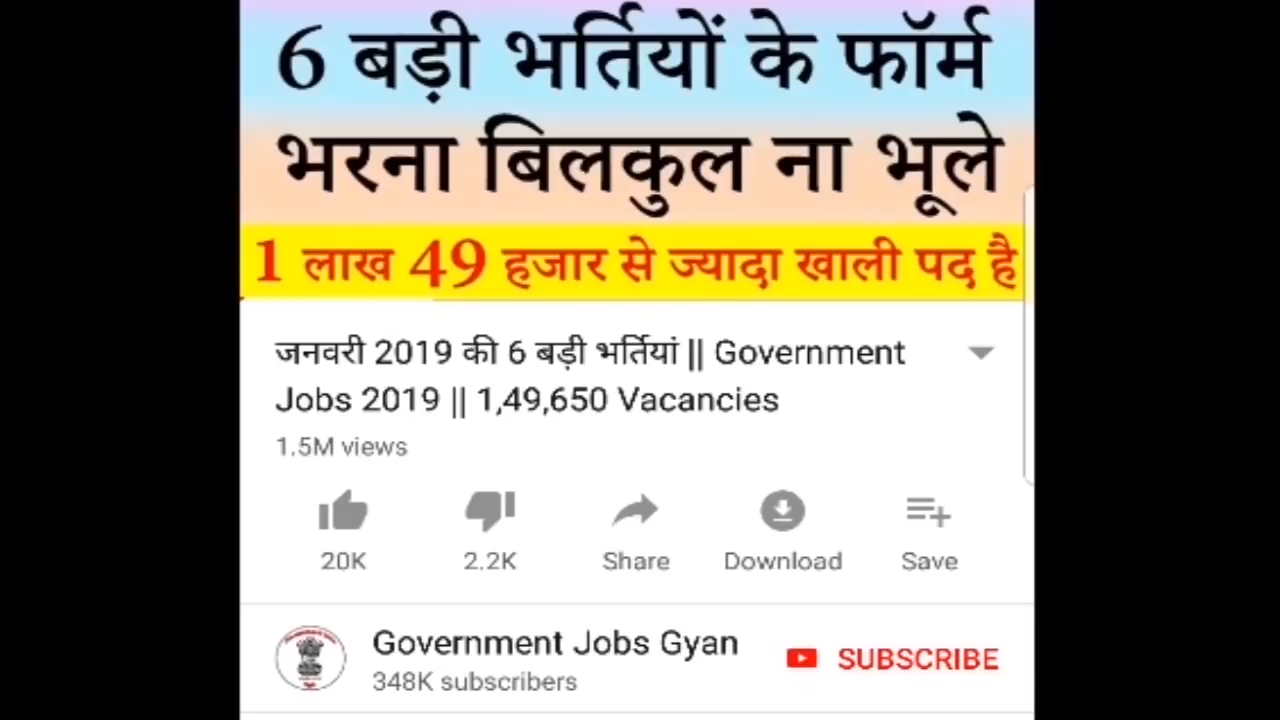 6 बड़ी भर्तियों के फॉर्म
भरना बिलकुल ना भूले
1 लाख 49 हजार से ज्यादा खाली पद है
जनवरी 2019 की 6 बड़ी भर्तियां || Government
Jobs 2019 || 1,49,650 Vacancies
1.5M views
20K 2.2K Share Download Save
Government Jobs Gyan
SUBSCRIBE
348K subscribers